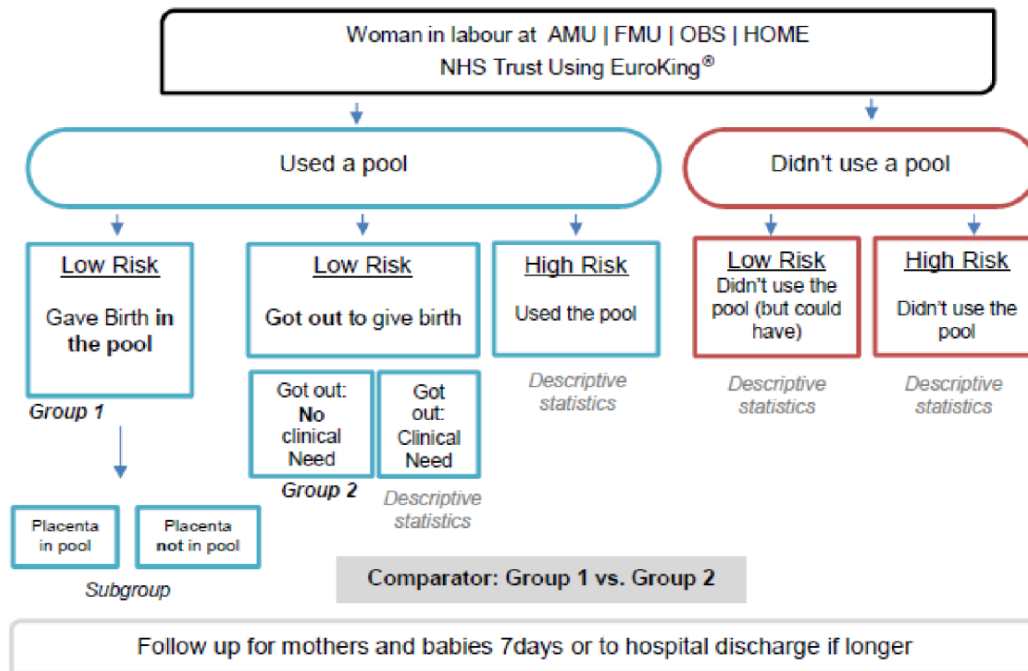 Woman in labour at AMU | FMU | OBS | HOME
NHS Trust Using EuroKing®
Used a pool
Didn't use a pool
Low Risk
Gave Birth in
the pool
Group 1
Low Risk
Got out to give birth
High Risk
Used the pool
Descriptive
statistics
Low Risk
Didn't use the
pool (but could
have)
Descriptive
statistics
High Risk
Didn't use the
pool
Descriptive
statistics
Got out:
No
clinical
Need
Group 2
Got
out:
Clinical
Need
Descriptive
statistics
Placenta
in pool
Placenta
not in pool
Subgroup
Comparator: Group 1 vs. Group 2
Follow up for mothers and babies 7days or to hospital discharge if longer